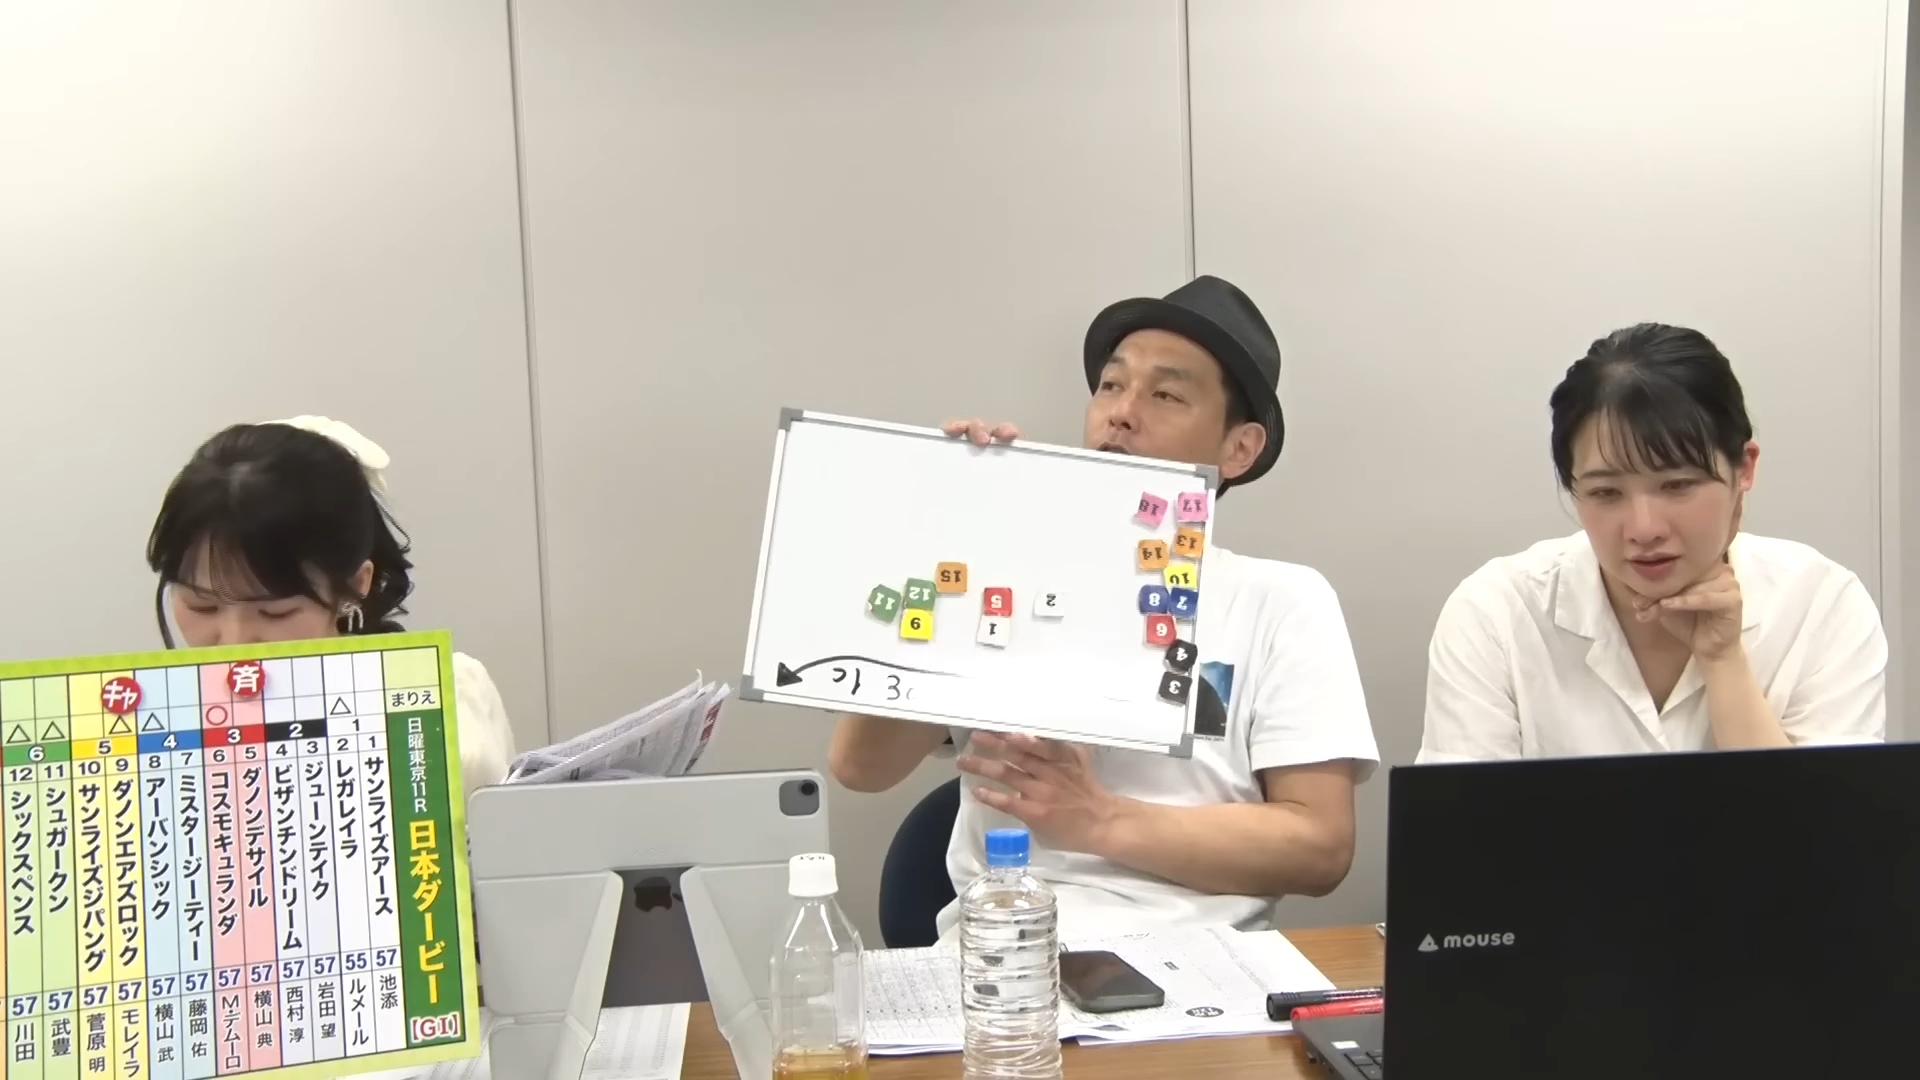 まりえ
日曜東京11R
日本ダービー
[GI]
1 サンライズアース 57 池添
△ 2 レガレイラ 55 ルメール
2 3 ジューンテイク 57 岩田望
4 ビザンチンドリーム 57 西村淳
斉 3 5 ダノンデサイル 57 横山典
○ 6 コスモキュランダ 57 Mデムーロ
4 7 ミスタージーティー 57 藤岡佑
△ 8 アーバンシック 57 横山武
キャ △ 5 9 ダノンエアズロック 57 モレイラ
10 サンライズジパング 57 菅原明
△ 6 11 シュガークン 57 武豊
△ 12 シックスペンス 57 川田
18 17
14 13
10
15
11 12 5 2 8 7
9 1 6
4
3
mouse